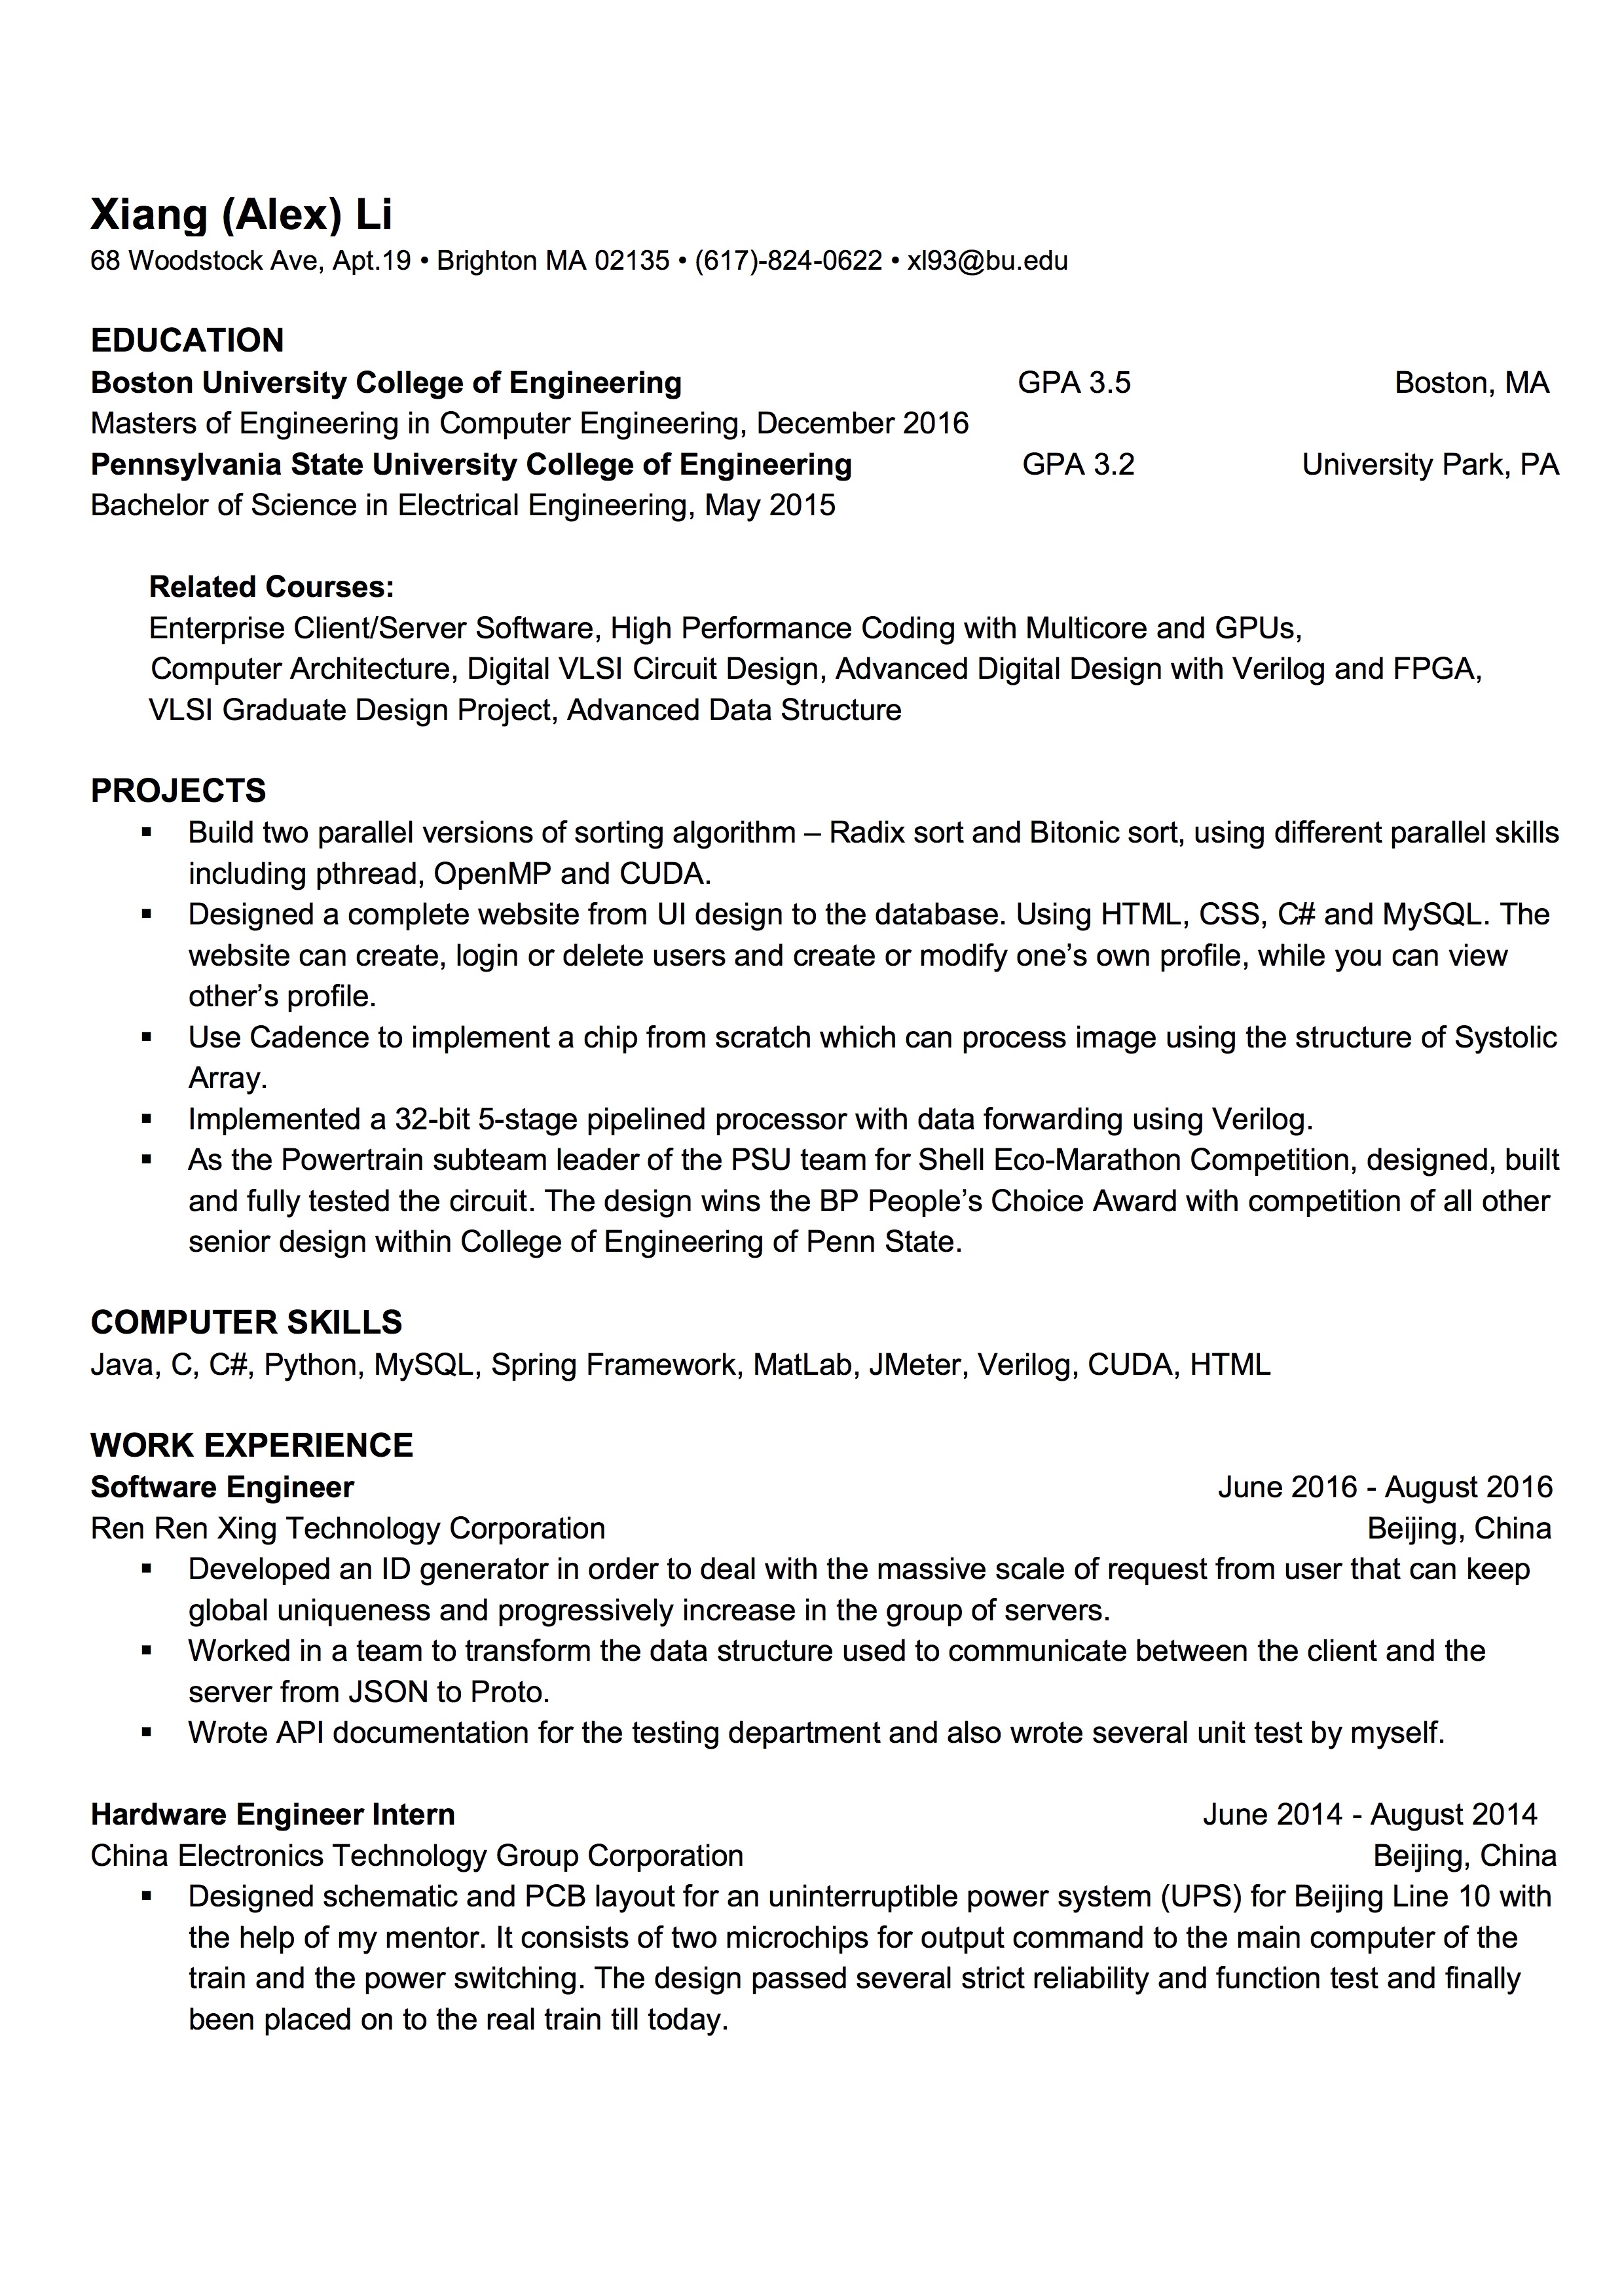 Xiang (Alex) Li
68 Woodstock Ave, Apt.19 • Brighton MA 02135 • (617)-824-0622 • xl93@bu.edu
EDUCATION
Boston University College of Engineering GPA 3.5 Boston, MA
Masters of Engineering in Computer Engineering, December 2016
Pennsylvania State University College of Engineering GPA 3.2 University Park, PA
Bachelor of Science in Electrical Engineering, May 2015
Related Courses:
Enterprise Client/Server Software, High Performance Coding with Multicore and GPUs,
Computer Architecture, Digital VLSI Circuit Design, Advanced Digital Design with Verilog and FPGA,
VLSI Graduate Design Project, Advanced Data Structure
PROJECTS
▪ Build two parallel versions of sorting algorithm – Radix sort and Bitonic sort, using different parallel skills
including pthread, OpenMP and CUDA.
▪ Designed a complete website from UI design to the database. Using HTML, CSS, C# and MySQL. The
website can create, login or delete users and create or modify one’s own profile, while you can view
other’s profile.
▪ Use Cadence to implement a chip from scratch which can process image using the structure of Systolic
Array.
▪ Implemented a 32-bit 5-stage pipelined processor with data forwarding using Verilog.
▪ As the Powertrain subteam leader of the PSU team for Shell Eco-Marathon Competition, designed, built
and fully tested the circuit. The design wins the BP People’s Choice Award with competition of all other
senior design within College of Engineering of Penn State.
COMPUTER SKILLS
Java, C, C#, Python, MySQL, Spring Framework, MatLab, JMeter, Verilog, CUDA, HTML
WORK EXPERIENCE
Software Engineer June 2016 - August 2016
Ren Ren Xing Technology Corporation Beijing, China
▪ Developed an ID generator in order to deal with the massive scale of request from user that can keep
global uniqueness and progressively increase in the group of servers.
▪ Worked in a team to transform the data structure used to communicate between the client and the
server from JSON to Proto.
▪ Wrote API documentation for the testing department and also wrote several unit test by myself.
Hardware Engineer Intern June 2014 - August 2014
China Electronics Technology Group Corporation Beijing, China
▪ Designed schematic and PCB layout for an uninterruptible power system (UPS) for Beijing Line 10 with
the help of my mentor. It consists of two microchips for output command to the main computer of the
train and the power switching. The design passed several strict reliability and function test and finally
been placed on to the real train till today.